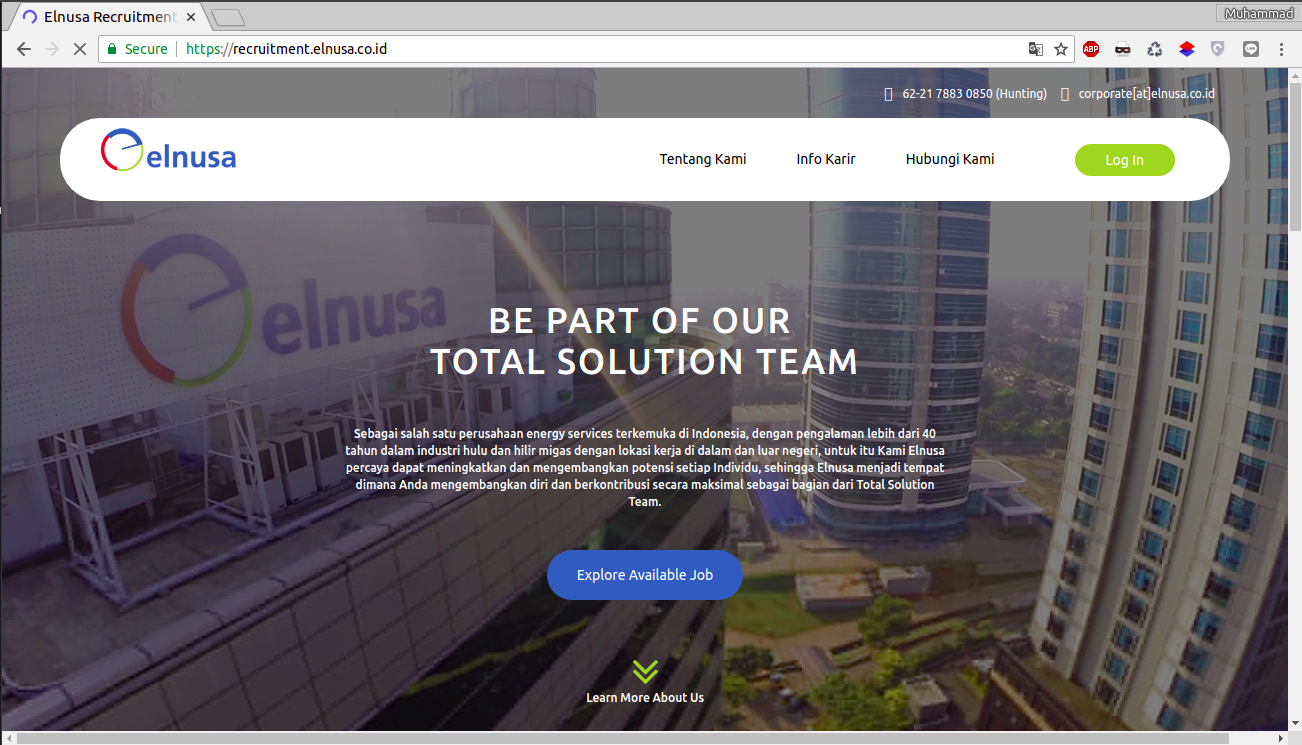 Elnusa Recruitment
Muhammad
Secure
https://recruitment.elnusa.co.id
ABP
62-21 7883 0850 (Hunting)
corporate[at]elnusa.co.id
elnusa
Tentang Kami
Info Karir
Hubungi Kami
Log In
elnusa
BE PART OF OUR
TOTAL SOLUTION TEAM
Sebagai salah satu perusahaan energy services terkemuka di Indonesia, dengan pengalaman lebih dari 40
tahun dalam industri hulu dan hilir migas dengan lokasi kerja di dalam dan luar negeri, untuk itu Kami Elnusa
percaya dapat meningkatkan dan mengembangkan potensi setiap Individu, sehingga Elnusa menjadi tempat
dimana Anda mengembangkan diri dan berkontribusi secara maksimal sebagai bagian dari Total Solution
Team.
Explore Available Job
Learn More About Us